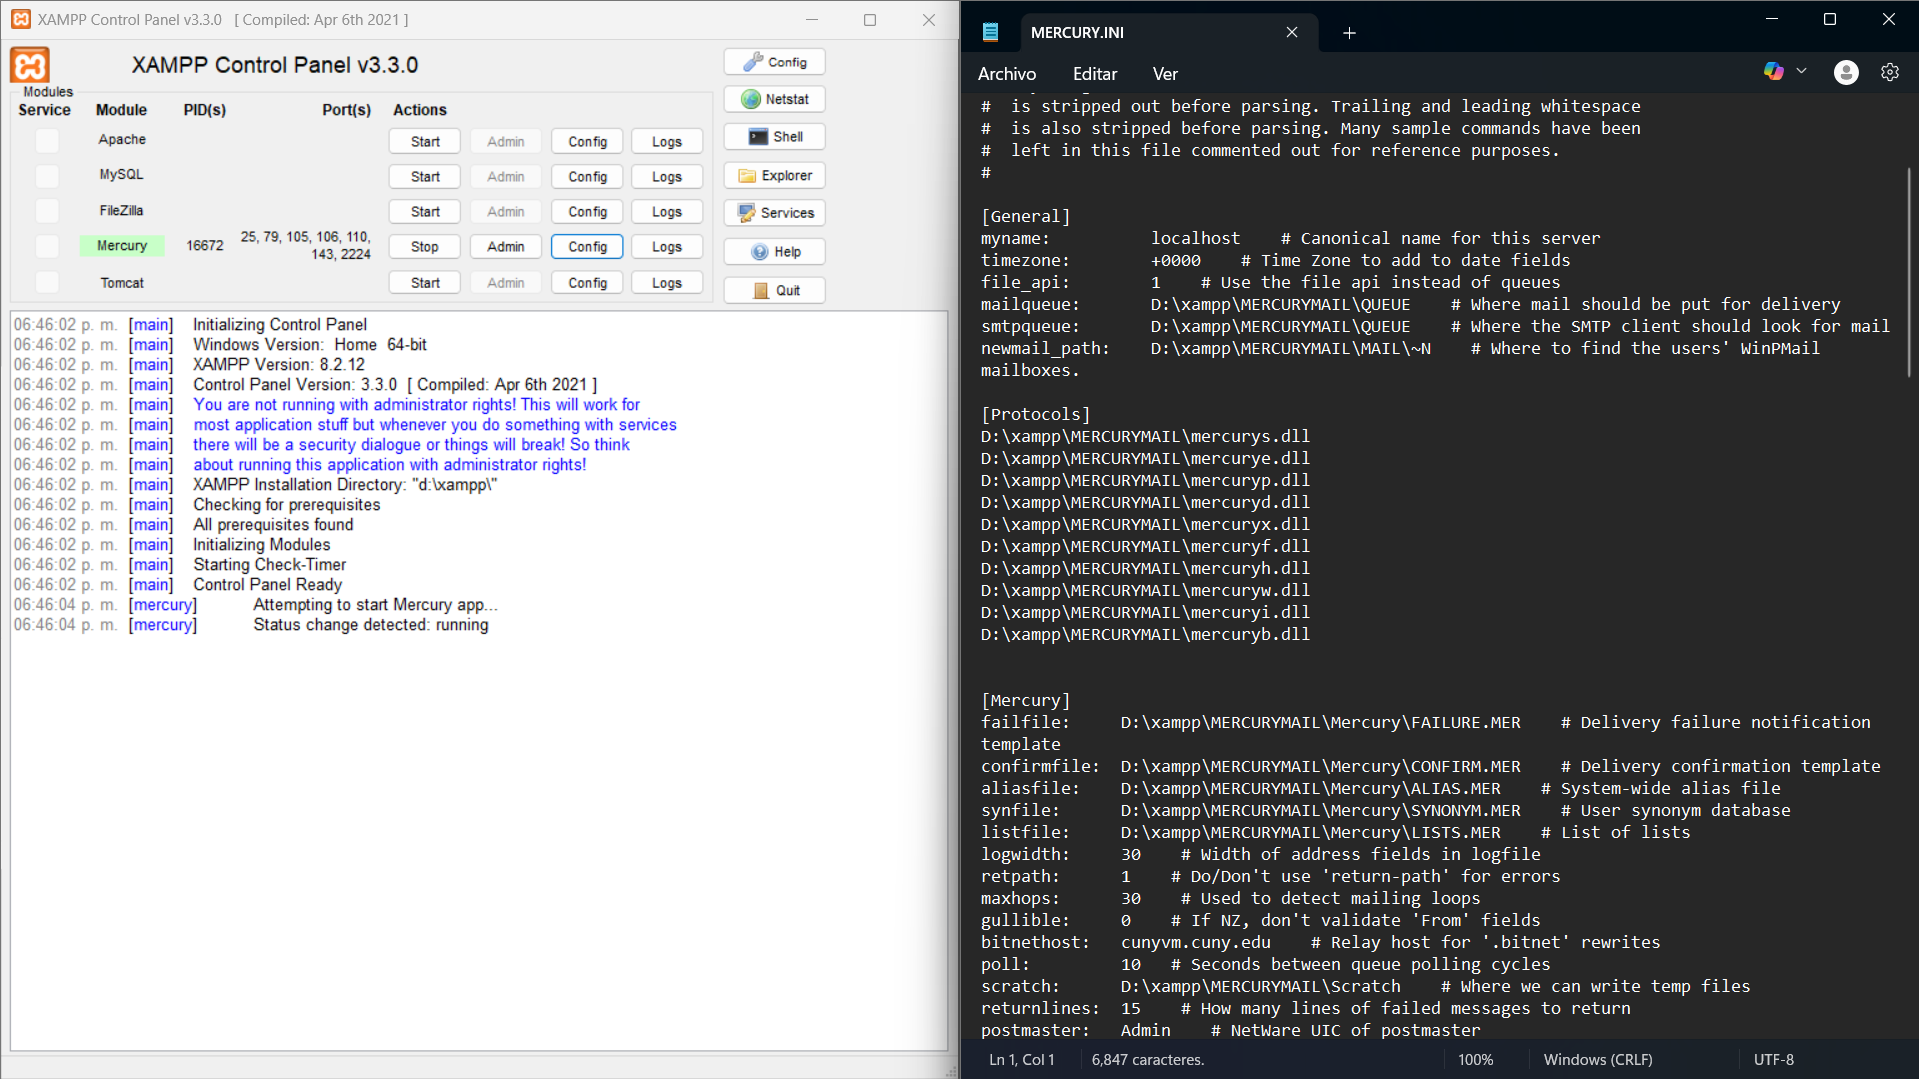 XAMPP Control Panel v3.3.0 [ Compiled: Apr 6th 2021 ]
XAMPP Control Panel v3.3.0
Modules
Service Module PID(s) Port(s) Actions
Apache Start Admin Config Logs
MySQL Start Admin Config Logs
FileZilla Start Admin Config Logs
Mercury 16672 25, 79, 105, 106, 110, 143, 2224 Stop Admin Config Logs
Tomcat Start Admin Config Logs
Config
Netstat
Shell
Explorer
Services
Help
Quit
06:46:02 p. m. [main] Initializing Control Panel
06:46:02 p. m. [main] Windows Version: Home 64-bit
06:46:02 p. m. [main] XAMPP Version: 8.2.12
06:46:02 p. m. [main] Control Panel Version: 3.3.0 [ Compiled: Apr 6th 2021 ]
06:46:02 p. m. [main] You are not running with administrator rights! This will work for
06:46:02 p. m. [main] most application stuff but whenever you do something with services
06:46:02 p. m. [main] there will be a security dialogue or things will break! So think
06:46:02 p. m. [main] about running this application with administrator rights!
06:46:02 p. m. [main] XAMPP Installation Directory: "d:\xampp\"
06:46:02 p. m. [main] Checking for prerequisites
06:46:02 p. m. [main] All prerequisites found
06:46:02 p. m. [main] Initializing Modules
06:46:02 p. m. [main] Starting Check-Timer
06:46:02 p. m. [main] Control Panel Ready
06:46:04 p. m. [mercury] Attempting to start Mercury app...
06:46:04 p. m. [mercury] Status change detected: running
MERCURY.INI
Archivo Editar Ver
# is stripped out before parsing. Trailing and leading whitespace
# is also stripped before parsing. Many sample commands have been
# left in this file commented out for reference purposes.
#
[General]
myname: localhost # Canonical name for this server
timezone: +0000 # Time Zone to add to date fields
file_api: 1 # Use the file api instead of queues
mailqueue: D:\xampp\MERCURYMAIL\QUEUE # Where mail should be put for delivery
smtpqueue: D:\xampp\MERCURYMAIL\QUEUE # Where the SMTP client should look for mail
newmail_path: D:\xampp\MERCURYMAIL\MAIL\~N # Where to find the users' WinPMail
mailboxes.
[Protocols]
D:\xampp\MERCURYMAIL\mercurys.dll
D:\xampp\MERCURYMAIL\mercurye.dll
D:\xampp\MERCURYMAIL\mercuryp.dll
D:\xampp\MERCURYMAIL\mercuryd.dll
D:\xampp\MERCURYMAIL\mercuryx.dll
D:\xampp\MERCURYMAIL\mercuryf.dll
D:\xampp\MERCURYMAIL\mercuryh.dll
D:\xampp\MERCURYMAIL\mercuryw.dll
D:\xampp\MERCURYMAIL\mercuryi.dll
D:\xampp\MERCURYMAIL\mercuryb.dll
[Mercury]
failfile: D:\xampp\MERCURYMAIL\Mercury\FAILURE.MER # Delivery failure notification
template
confirmfile: D:\xampp\MERCURYMAIL\Mercury\CONFIRM.MER # Delivery confirmation template
aliasfile: D:\xampp\MERCURYMAIL\Mercury\ALIAS.MER # System-wide alias file
synfile: D:\xampp\MERCURYMAIL\Mercury\SYNONYM.MER # User synonym database
listfile: D:\xampp\MERCURYMAIL\Mercury\LISTS.MER # List of lists
logwidth: 30 # Width of address fields in logfile
retpath: 1 # Do/Don't use 'return-path' for errors
maxhops: 30 # Used to detect mailing loops
gullible: 0 # If NZ, don't validate 'From' fields
bitnethost: cunyvm.cuny.edu # Relay host for '.bitnet' rewrites
poll: 10 # Seconds between queue polling cycles
scratch: D:\xampp\MERCURYMAIL\Scratch # Where we can write temp files
returnlines: 15 # How many lines of failed messages to return
postmaster: Admin # NetWare UIC of postmaster
Ln 1, Col 1 6,847 caracteres. 100% Windows (CRLF) UTF-8